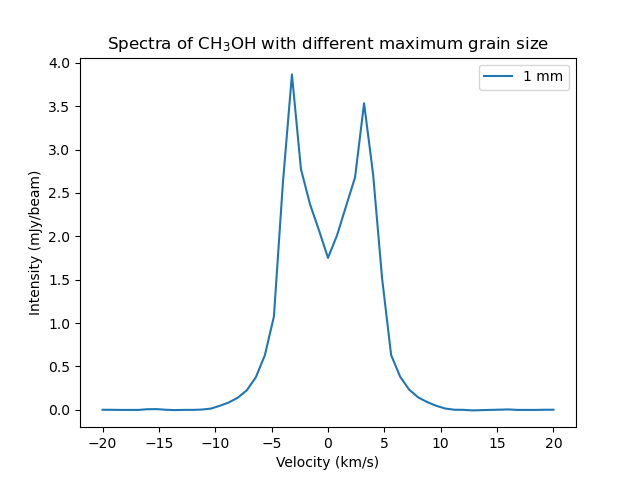 Spectra of CH₃OH with different maximum grain size
1 mm
4.0
3.5
3.0
2.5
2.0
1.5
1.0
0.5
0.0
Intensity (mJy/beam)
−20 −15 −10 −5 0 5 10 15 20
Velocity (km/s)